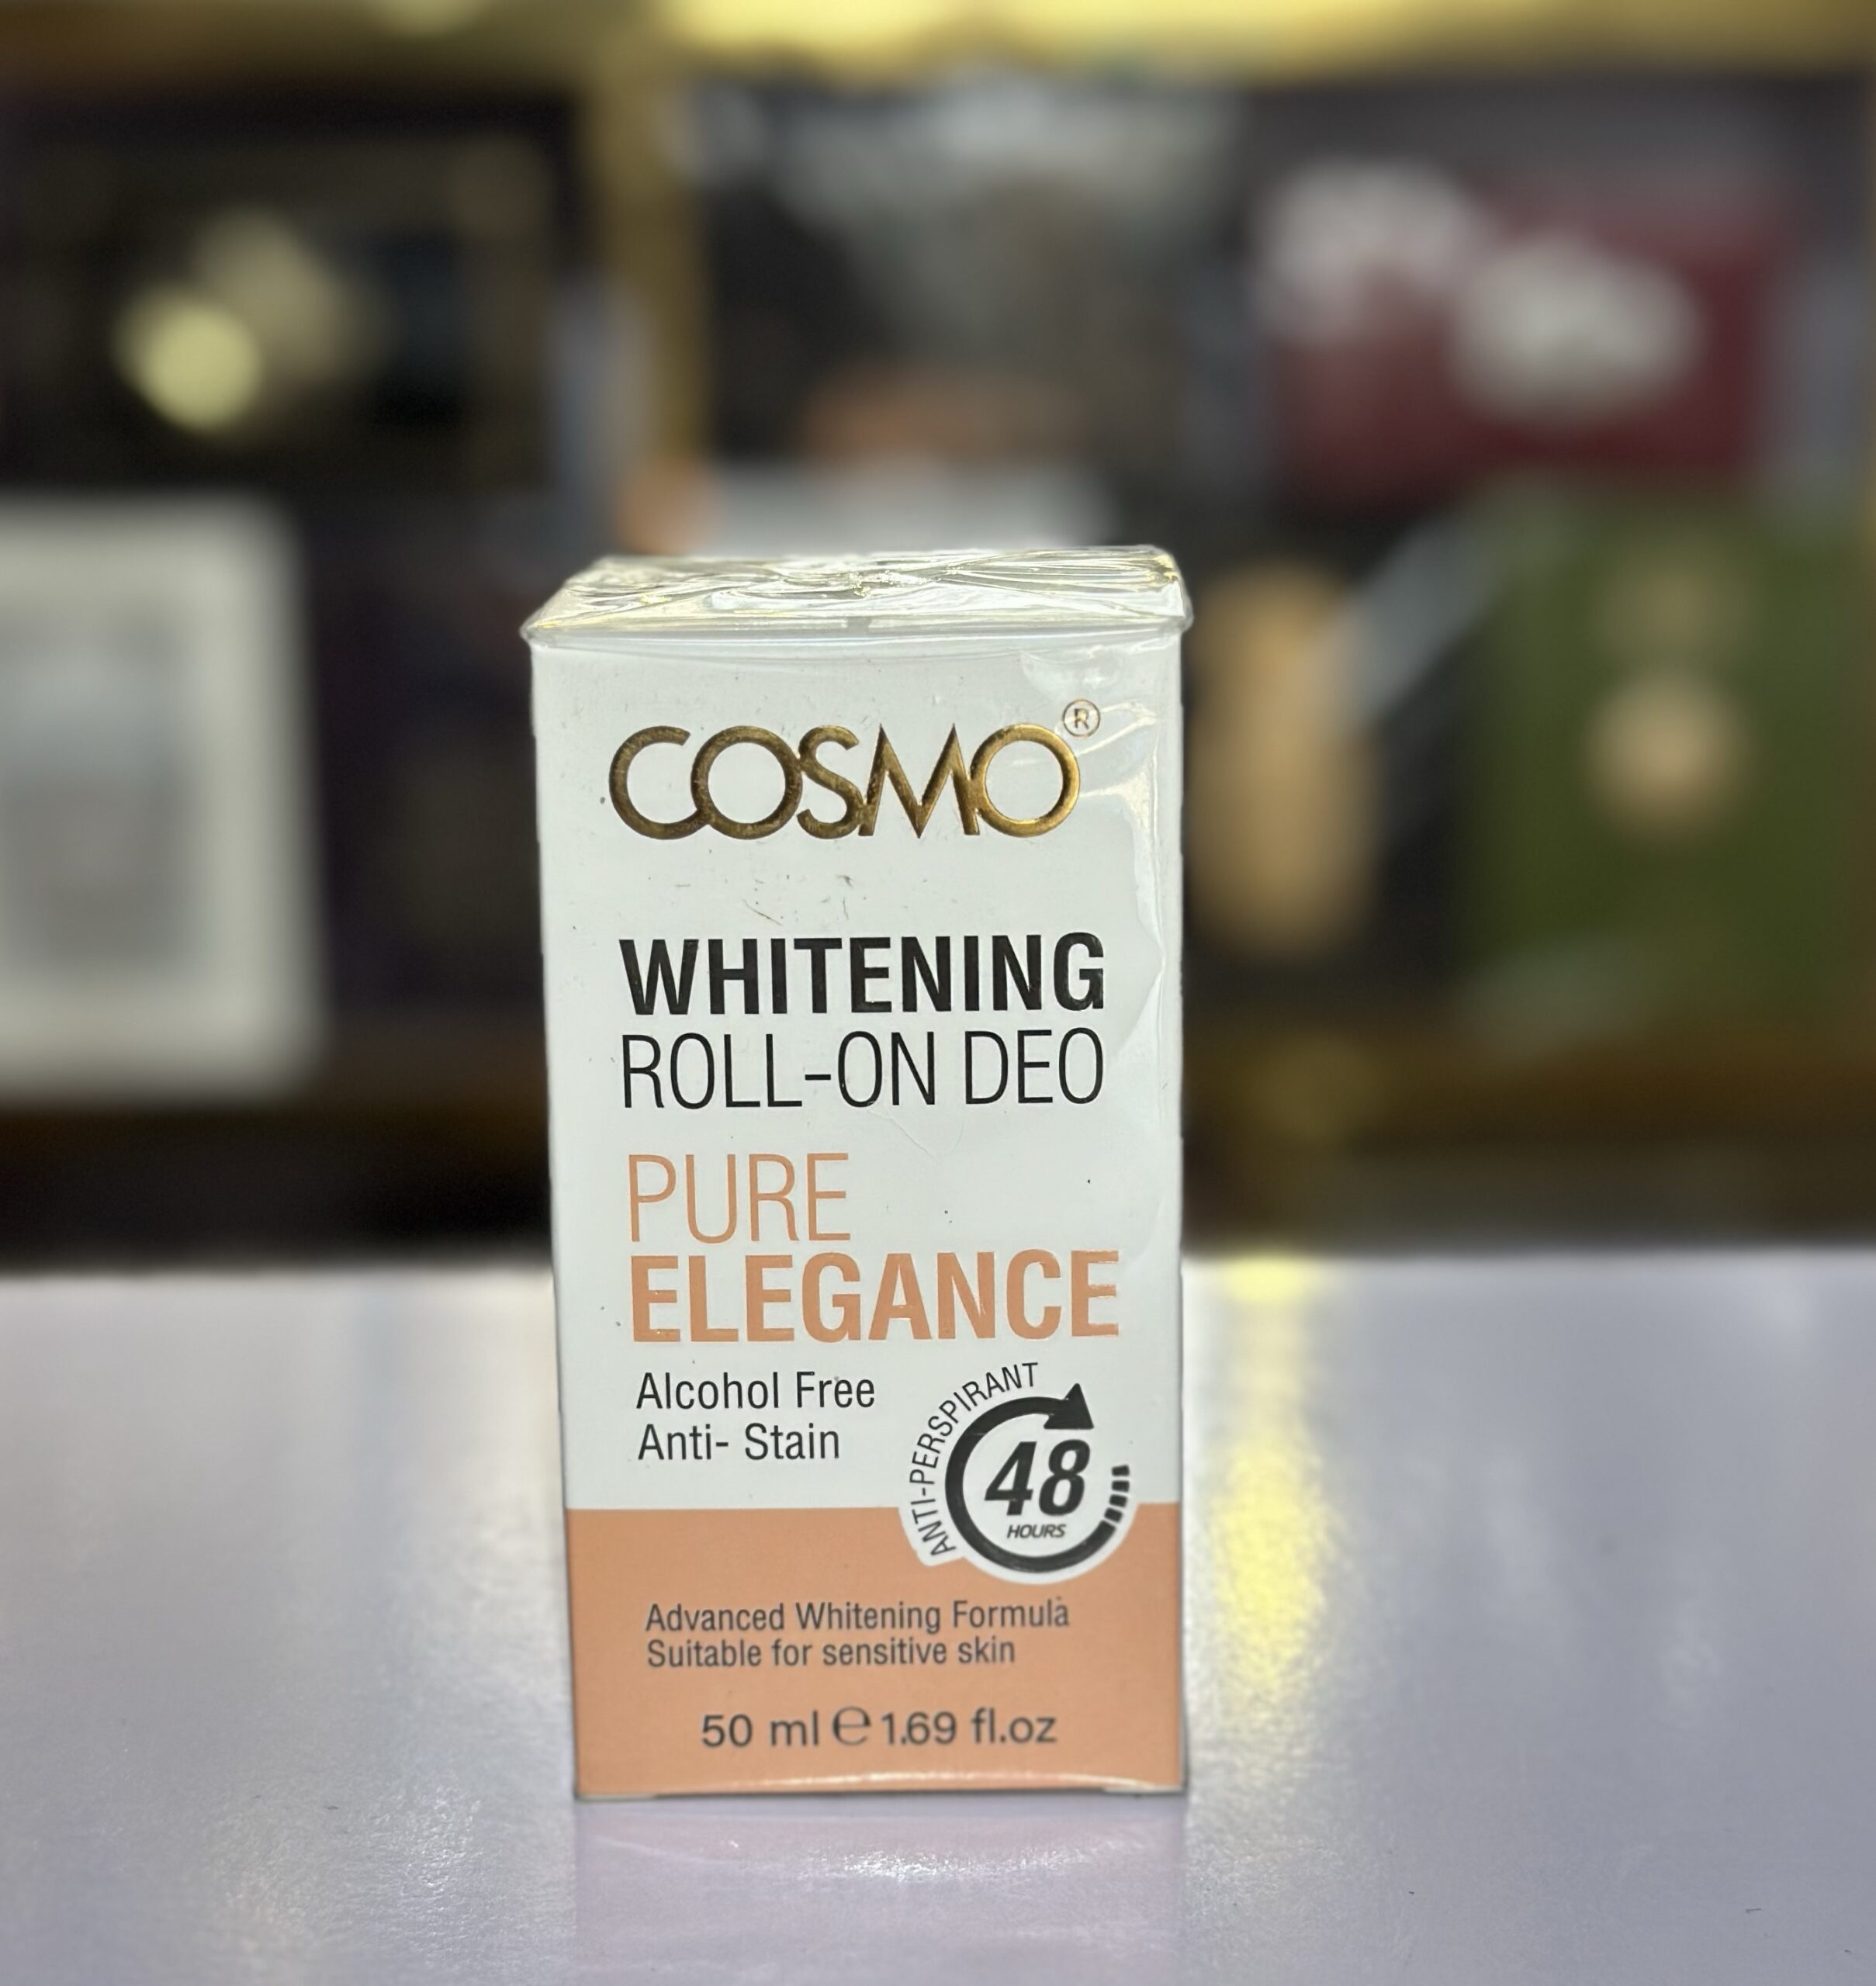 COSMO®
WHITENING
ROLL-ON DEO
PURE
ELEGANCE
Alcohol Free
Anti- Stain
ANTI-PERSPIRANT
48
HOURS
Advanced Whitening Formula
Suitable for sensitive skin
50 ml ℮ 1.69 fl.oz